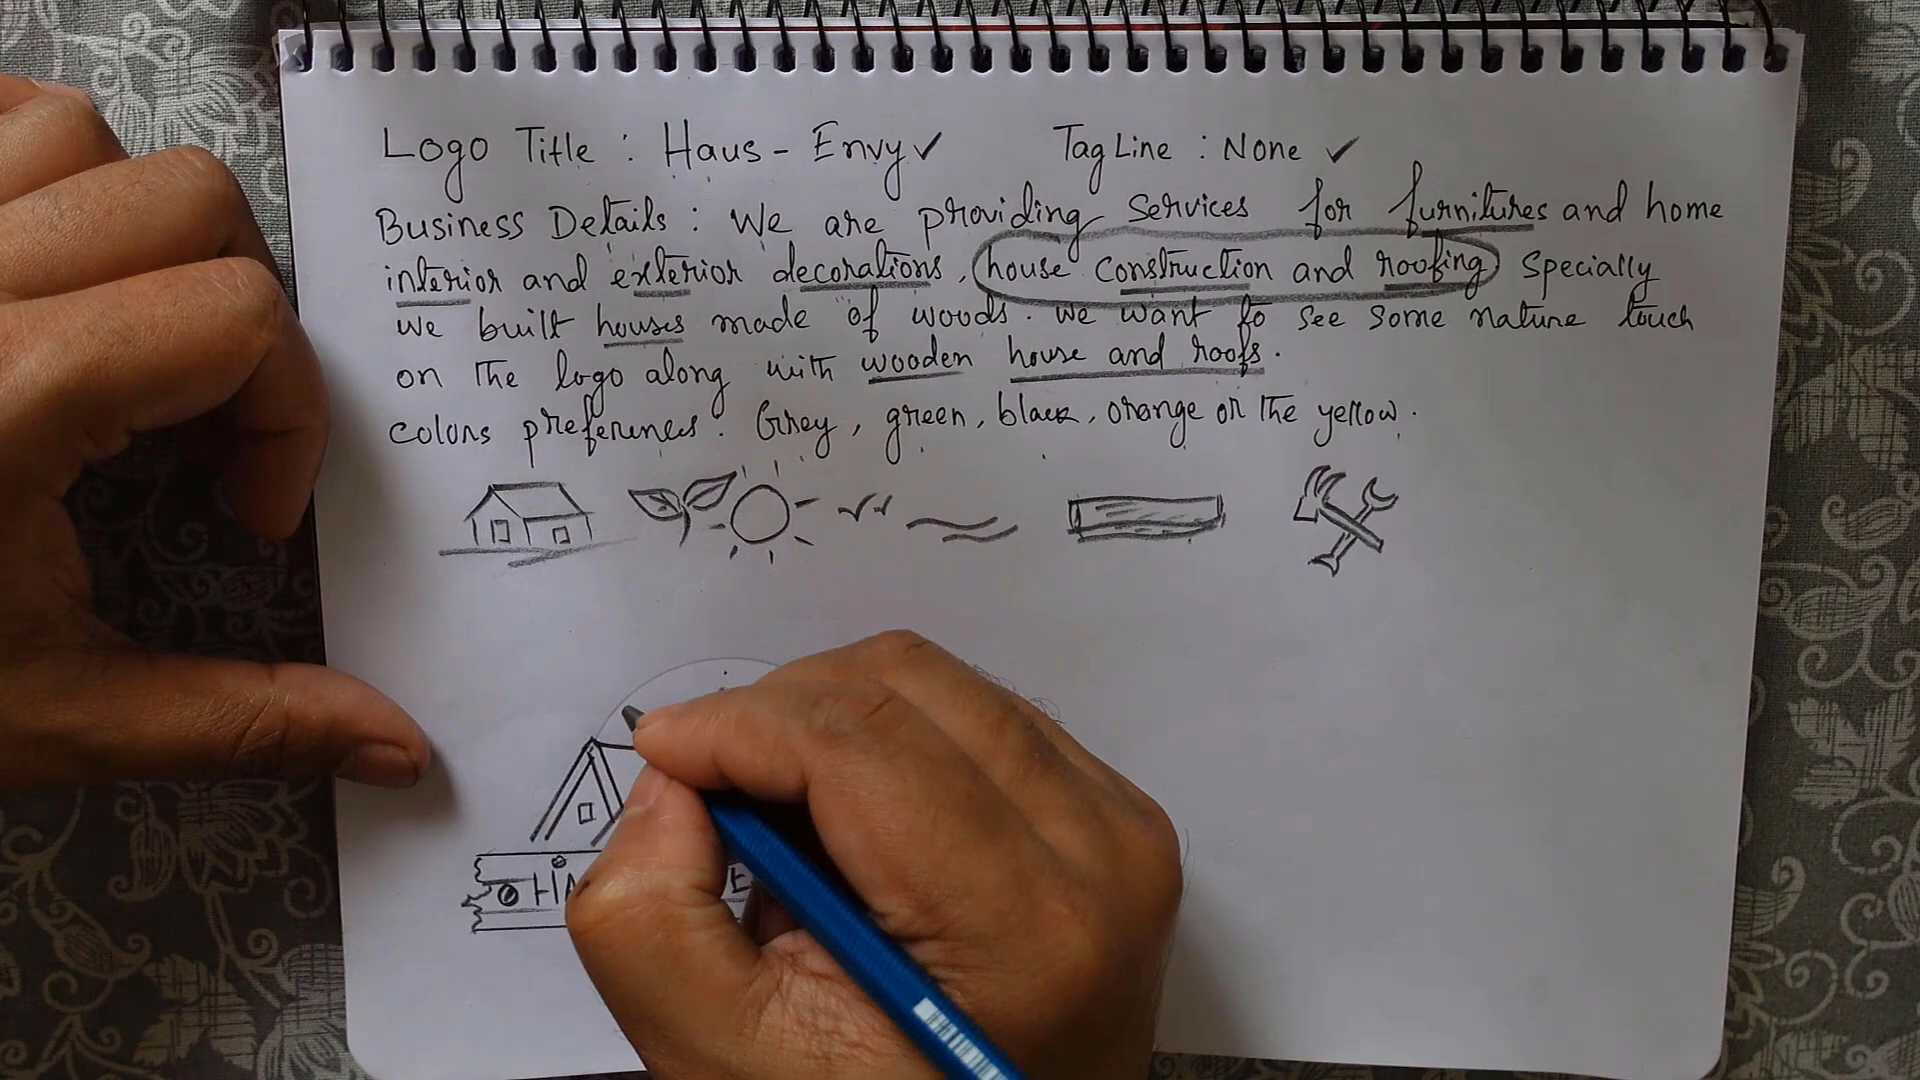 Logo Title : Haus - Envy ✓ Tag Line : None ✓
Business Details : We are providing services for furnitures and home
interior and exterior decorations, house construction and roofing specially
we built houses made of woods. we want to see some nature touch
on the logo along with wooden house and roofs.
colors preferences : Grey, green, black, orange or the yellow.
HA E